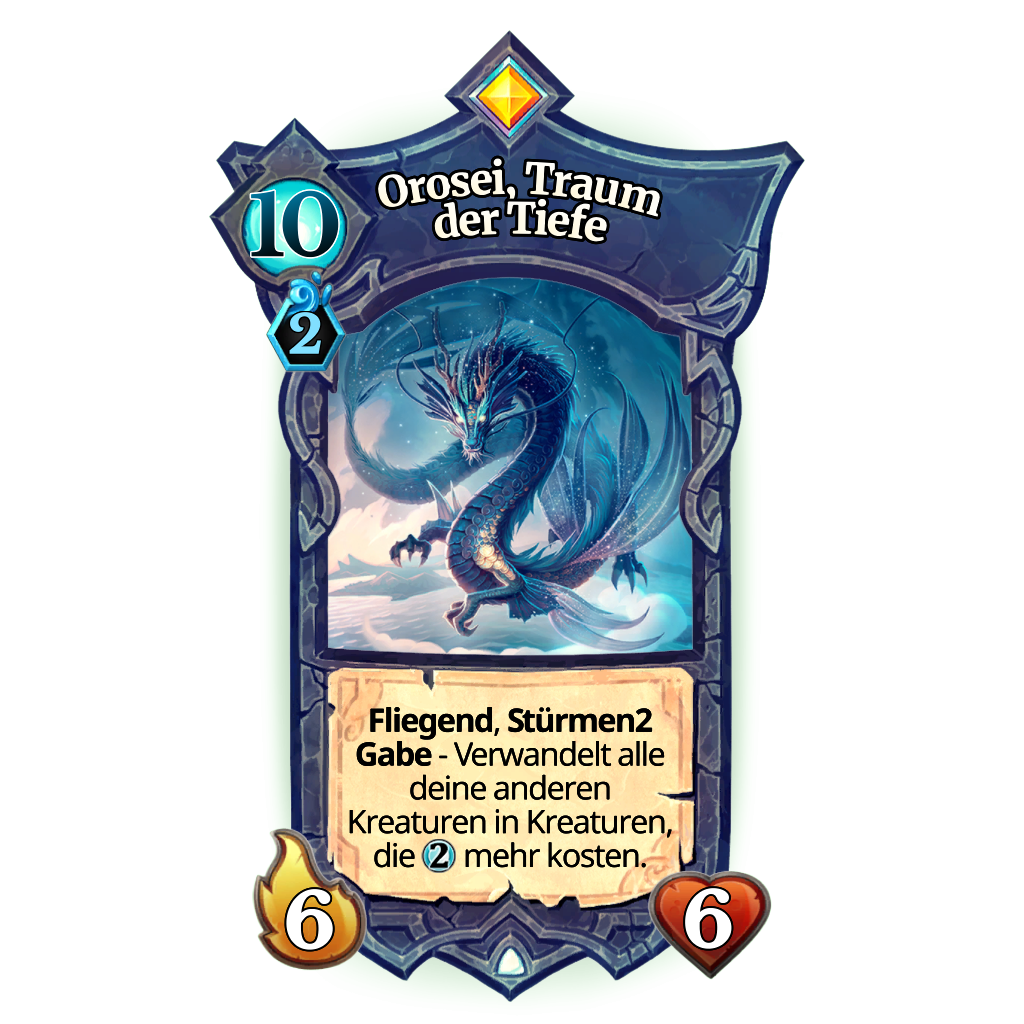 10
Orosei, Traum
der Tiefe
2
Fliegend, Stürmen2
Gabe - Verwandelt alle
deine anderen
Kreaturen in Kreaturen,
die 2 mehr kosten.
6
6